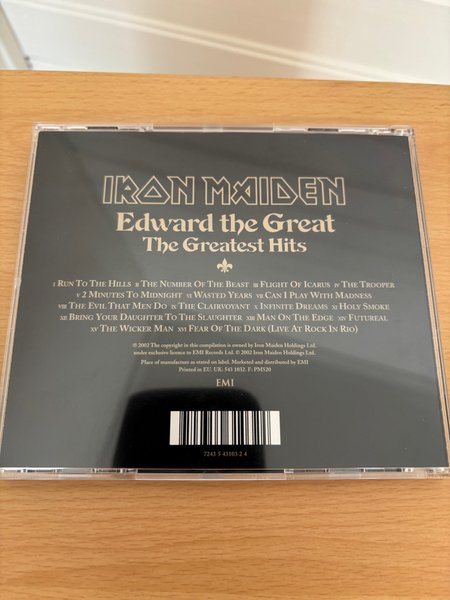 IRON MAIDEN
Edward the Great
The Greatest Hits
I RUN TO THE HILLS II THE NUMBER OF THE BEAST III FLIGHT OF ICARUS IV THE TROOPER
V 2 MINUTES TO MIDNIGHT VI WASTED YEARS VII CAN I PLAY WITH MADNESS
VIII THE EVIL THAT MEN DO IX THE CLAIRVOYANT X INFINITE DREAMS XI HOLY SMOKE
XII BRING YOUR DAUGHTER TO THE SLAUGHTER XIII MAN ON THE EDGE XIV FUTUREAL
XV THE WICKER MAN XVI FEAR OF THE DARK (LIVE AT ROCK IN RIO)
℗ 2002 The copyright in this compilation is owned by Iron Maiden Holdings Ltd.
under exclusive licence to EMI Records Ltd. © 2002 Iron Maiden Holdings Ltd.
Place of manufacture as stated on label. Marketed and distributed by EMI
Printed in EU. UK: 543 1032. F: PM520
EMI
7243 5 43103 2 4